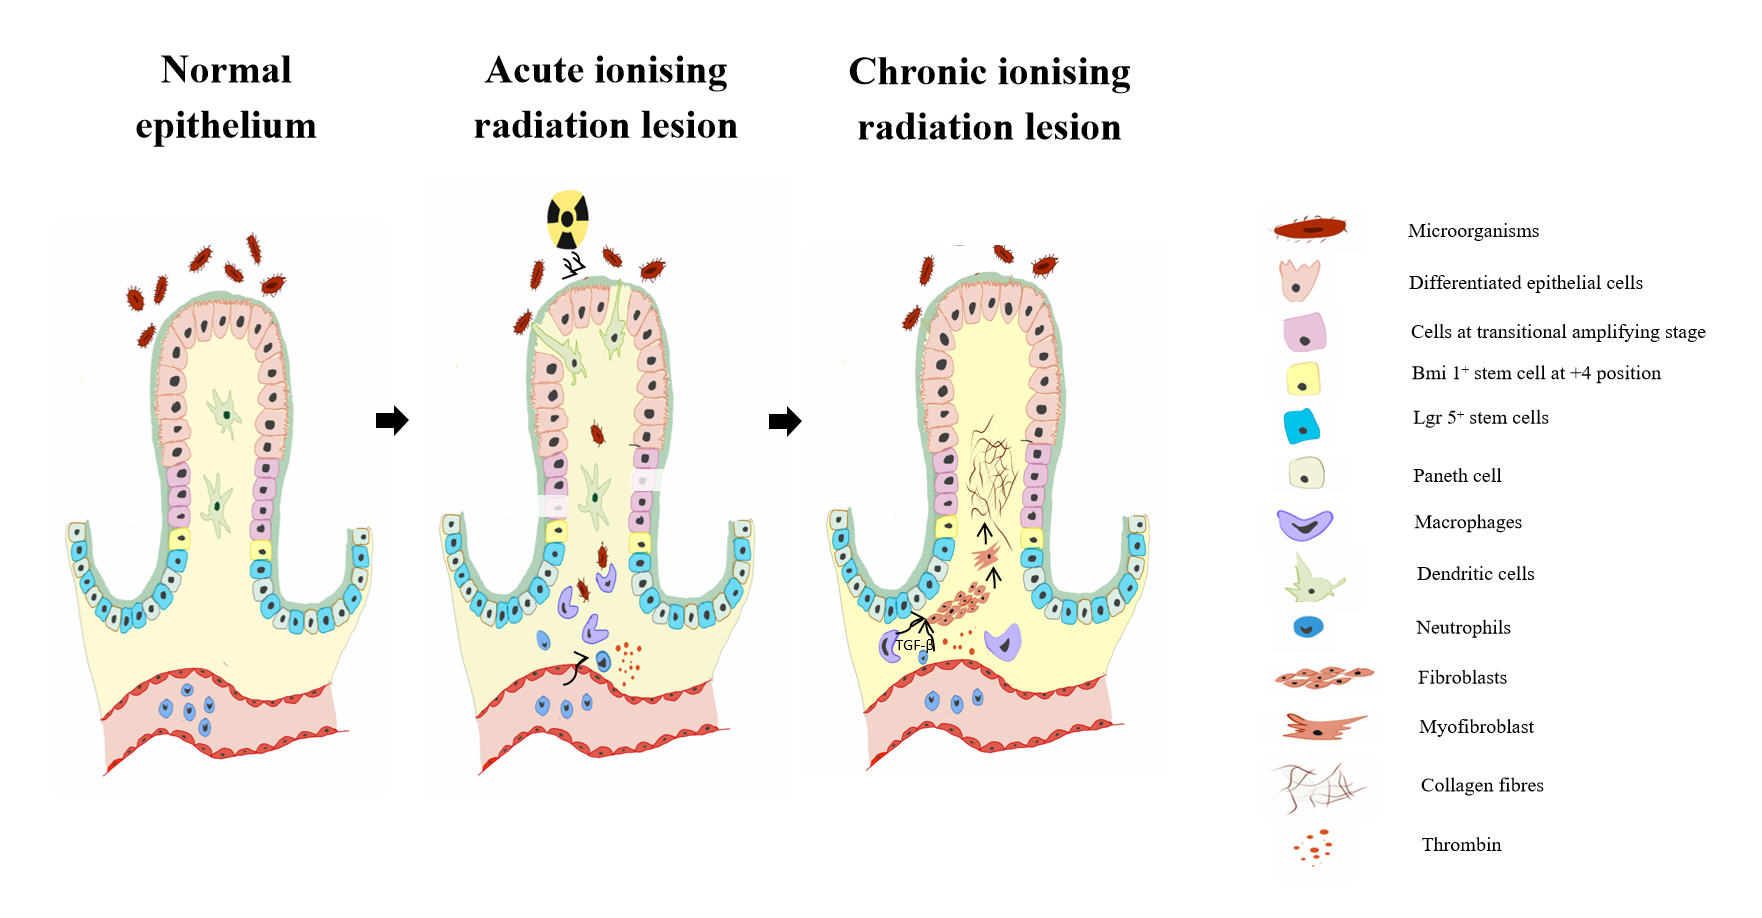 Normal
epithelium
Acute ionising
radiation lesion
Chronic ionising
radiation lesion
TGF-β
Microorganisms
Differentiated epithelial cells
Cells at transitional amplifying stage
Bmi 1⁺ stem cell at +4 position
Lgr 5⁺ stem cells
Paneth cell
Macrophages
Dendritic cells
Neutrophils
Fibroblasts
Myofibroblast
Collagen fibres
Thrombin